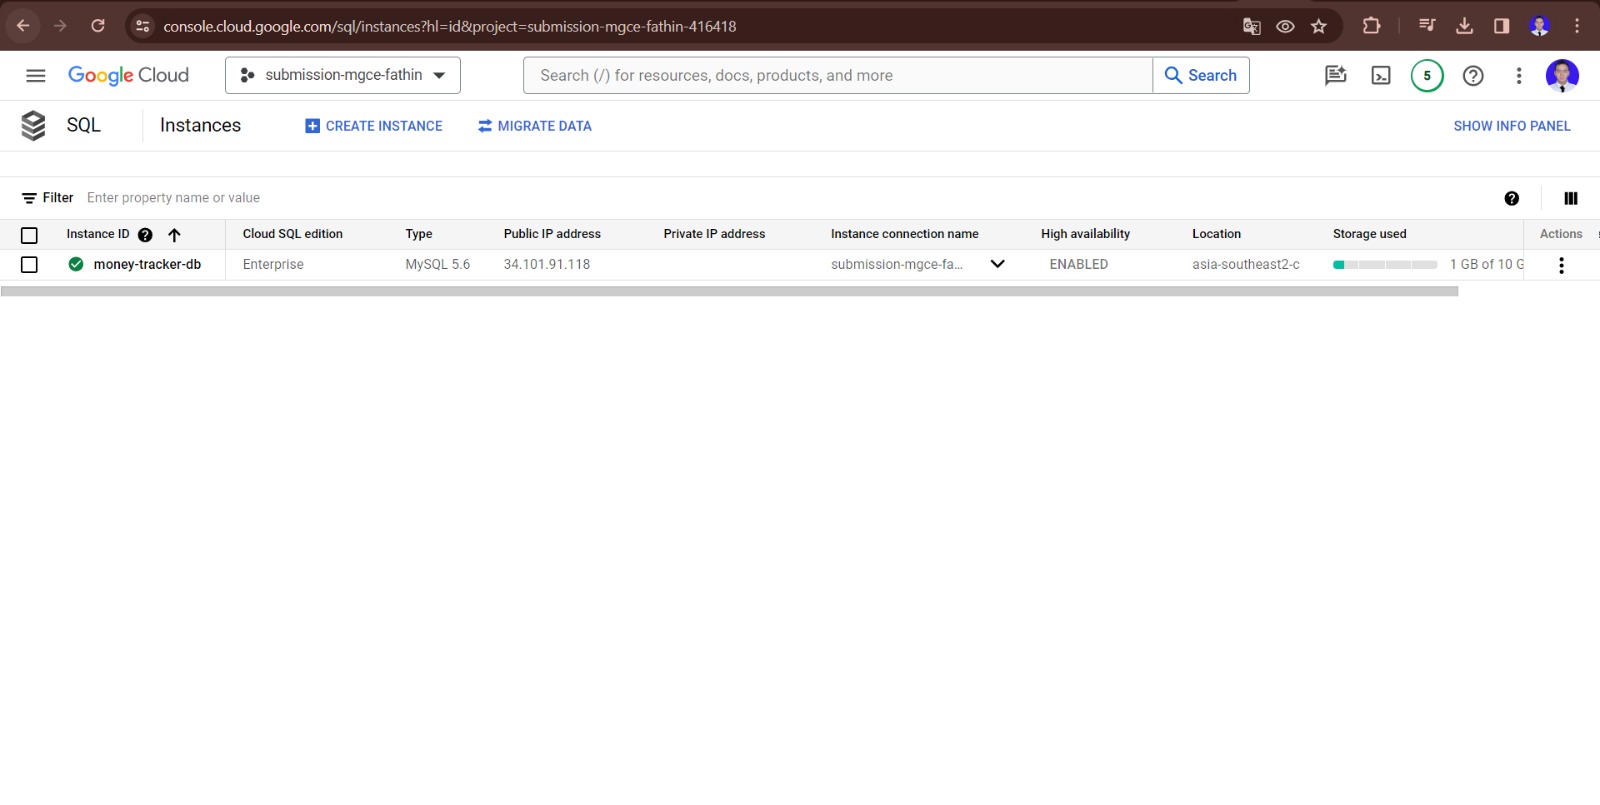 console.cloud.google.com/sql/instances?hl=id&project=submission-mgce-fathin-416418
Google Cloud submission-mgce-fathin Search (/) for resources, docs, products, and more Search 5
SQL Instances CREATE INSTANCE MIGRATE DATA SHOW INFO PANEL
Filter Enter property name or value
Instance ID Cloud SQL edition Type Public IP address Private IP address Instance connection name High availability Location Storage used Actions
money-tracker-db Enterprise MySQL 5.6 34.101.91.118 submission-mgce-fa... ENABLED asia-southeast2-c 1 GB of 10 G